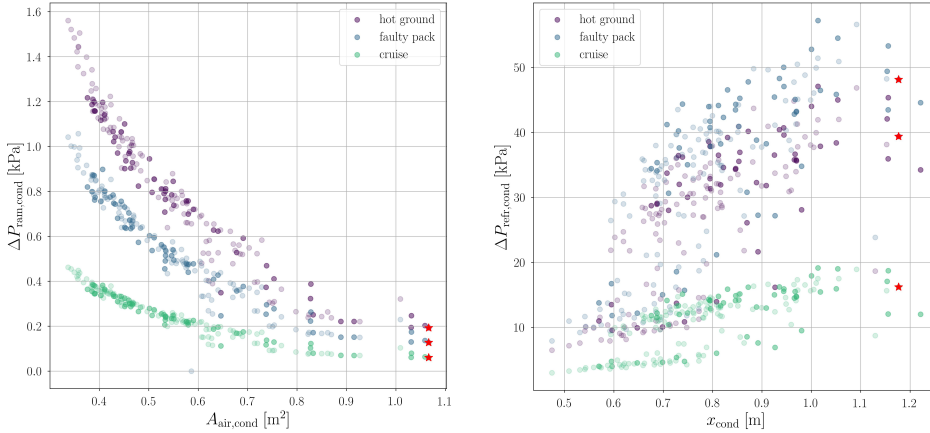 hot ground
faulty pack
cruise
1.6
1.4
1.2
1.0
0.8
0.6
0.4
0.2
0.0
ΔP_ram,cond [kPa]
0.4 0.5 0.6 0.7 0.8 0.9 1.0 1.1
A_air,cond [m²]
hot ground
faulty pack
cruise
50
40
30
20
10
ΔP_refr,cond [kPa]
0.5 0.6 0.7 0.8 0.9 1.0 1.1 1.2
x_cond [m]